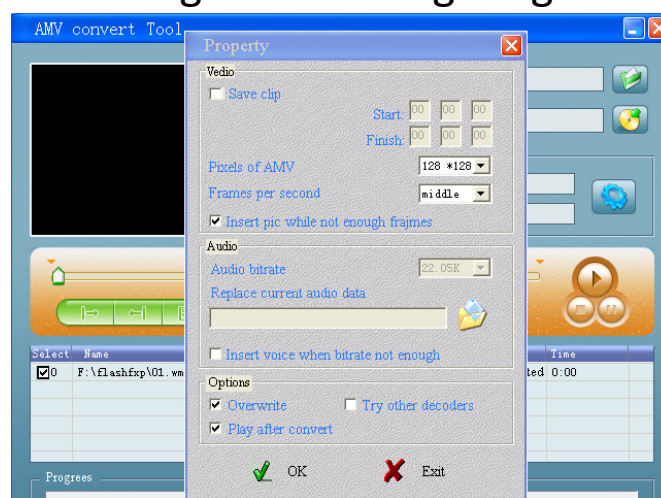 AMV convert Tool
Property
Vedio
Save clip
Start: 00 00 00
Finish: 00 00 00
Pixels of AMV 128 *128
Frames per second middle
Insert pic while not enough frajmes
Audio
Audio bitrate 22.05K
Replace current audio data
Insert voice when bitrate not enough
Select Name Time
0 F:\flashfxp\01.wm ted 0:00
Options
Overwrite Try other decoders
Play after convert
OK Exit
Progrees